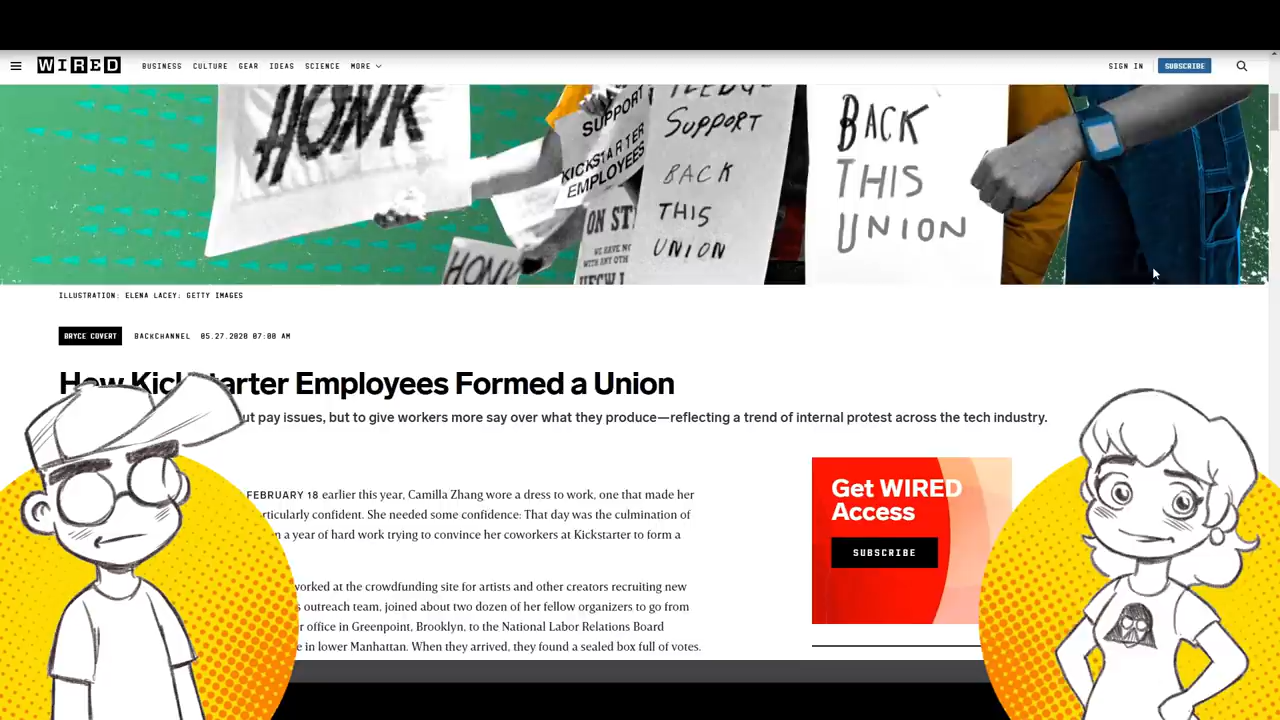 WIRED
BUSINESS CULTURE GEAR IDEAS SCIENCE MORE
SIGN IN SUBSCRIBE
HONK
SUPPORT
KICKSTARTER
EMPLOYEES
ON ST
HONK
SUPPORT
BACK
THIS
UNION
BACK
THIS
UNION
ILLUSTRATION: ELENA LACEY; GETTY IMAGES
BRYCE COVERT BACKCHANNEL 05.27.2020 07:00 AM
How Kickstarter Employees Formed a Union
ut pay issues, but to give workers more say over what they produce—reflecting a trend of internal protest across the tech industry.
FEBRUARY 18 earlier this year, Camilla Zhang wore a dress to work, one that made her
rticularly confident. She needed some confidence: That day was the culmination of
n a year of hard work trying to convince her coworkers at Kickstarter to form a
worked at the crowdfunding site for artists and other creators recruiting new
s outreach team, joined about two dozen of her fellow organizers to go from
r office in Greenpoint, Brooklyn, to the National Labor Relations Board
e in lower Manhattan. When they arrived, they found a sealed box full of votes.
Get WIRED
Access
SUBSCRIBE